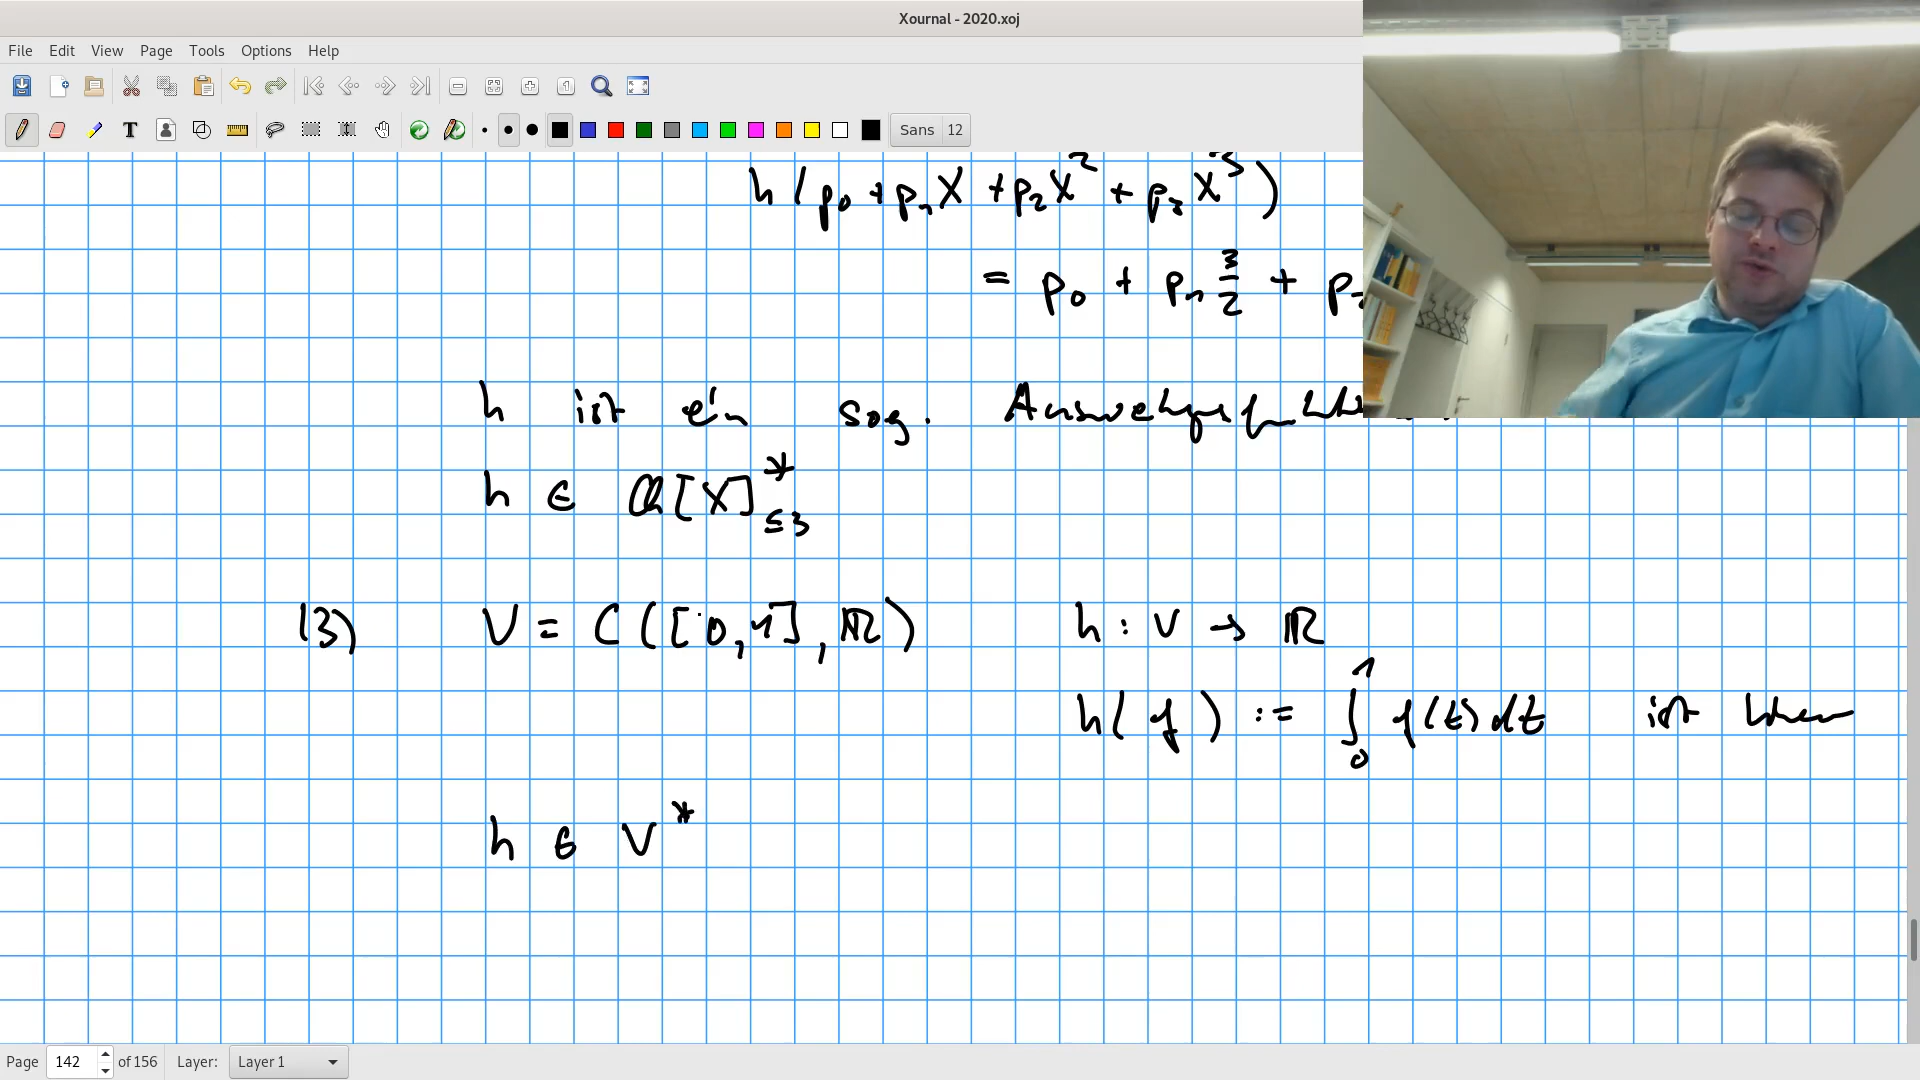 Xournal - 2020.xoj
File Edit View Page Tools Options Help
Sans 12
h(p₀ + p₁X + p₂X² + p₃X³)
= p₀ + p₁ 3/2 + p₂
h ist ein sog.
h ∈ ℚ[X]*≤3
(3) V = C([0,1], ℝ) h : V → ℝ
h(f) := ∫₀¹ f(t)dt ist linear
h ∈ V*
Page 142 of 156 Layer: Layer 1